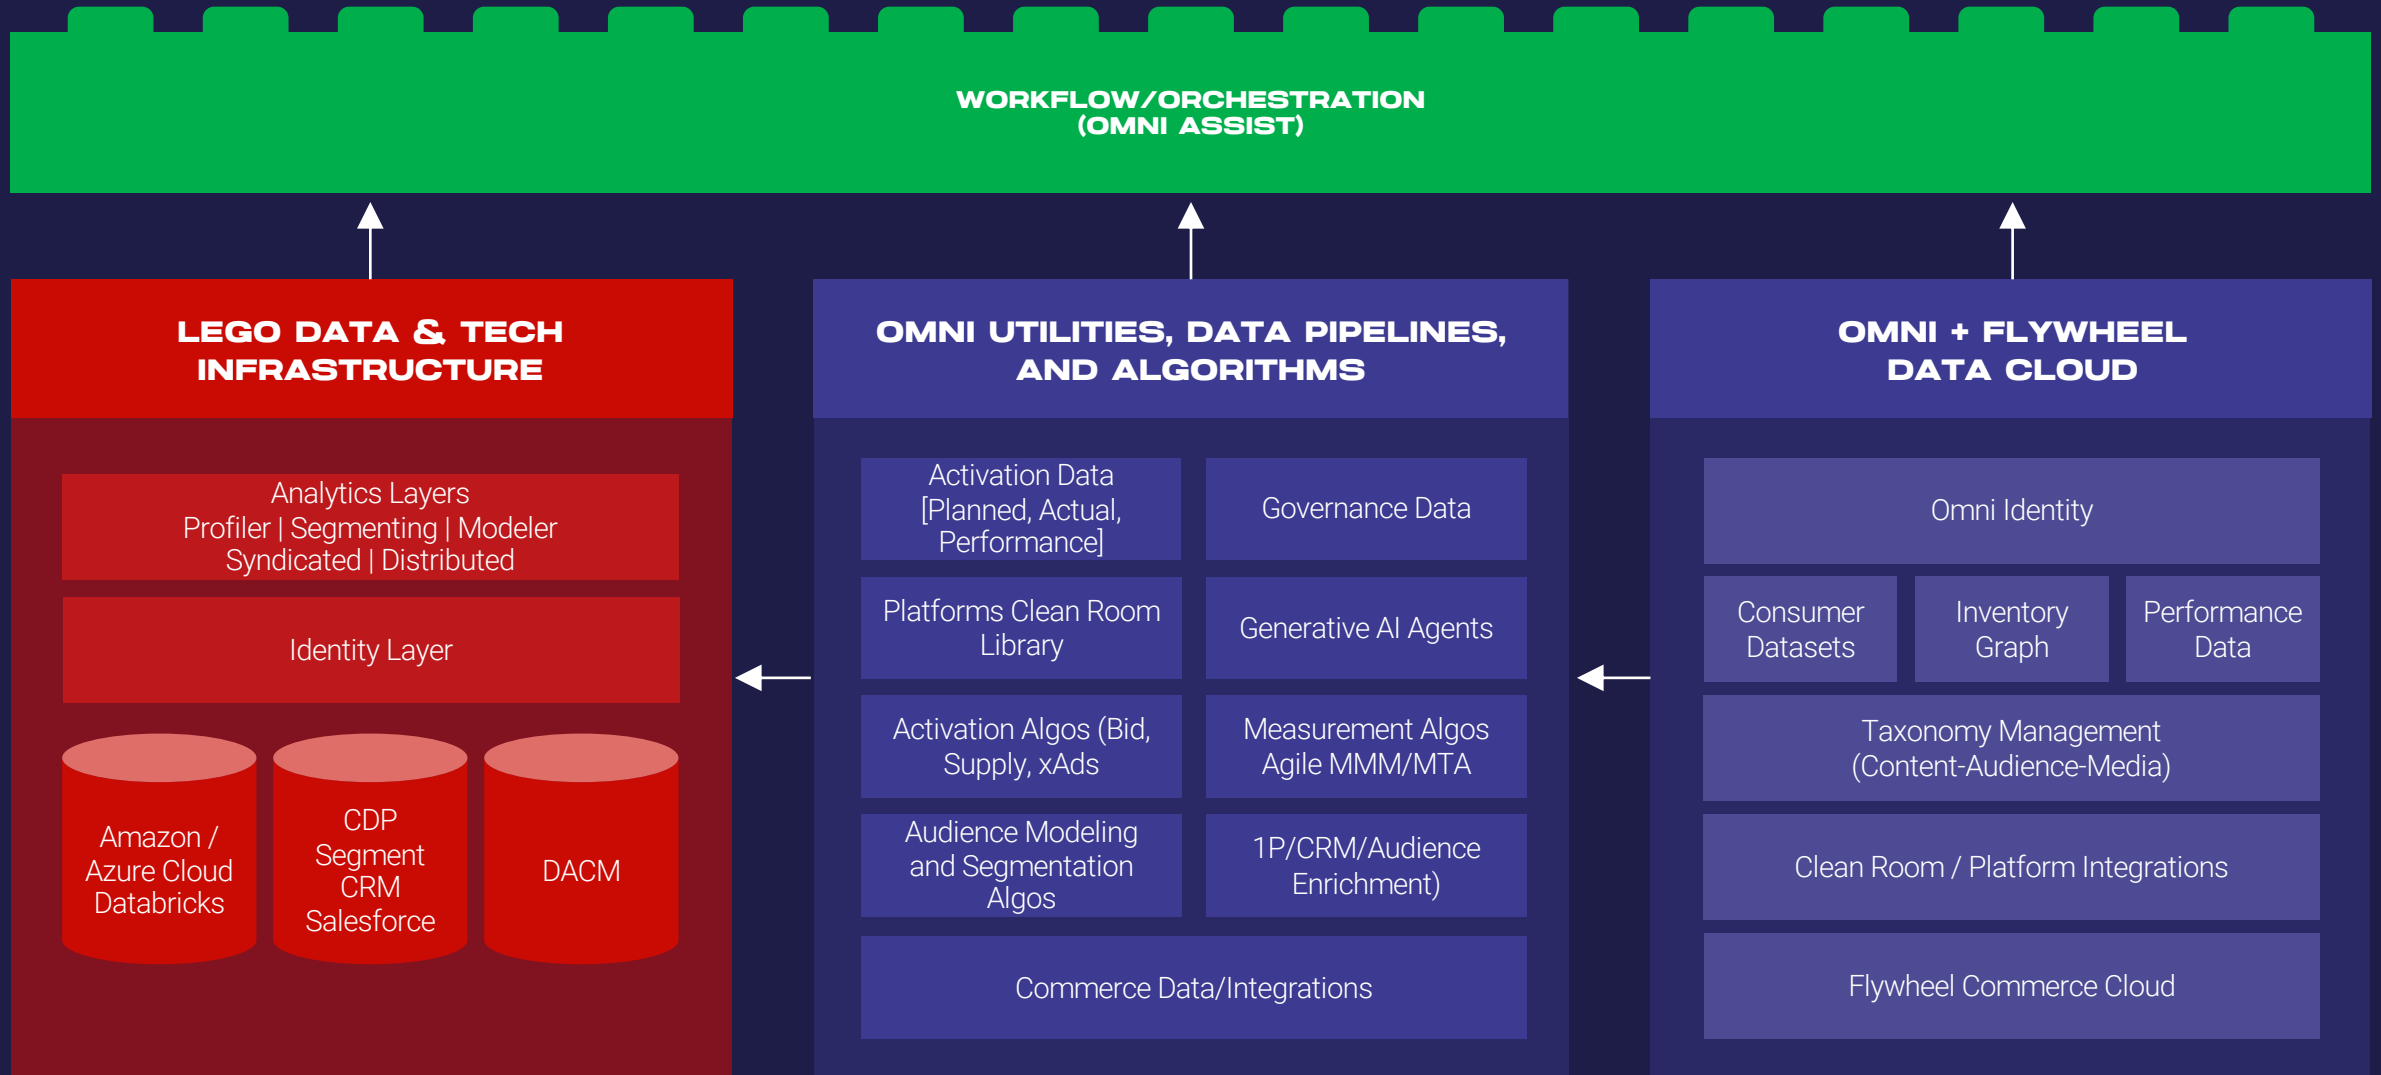 WORKFLOW/ORCHESTRATION
(OMNI ASSIST)
LEGO DATA & TECH
INFRASTRUCTURE
Analytics Layers
Profiler | Segmenting | Modeler
Syndicated | Distributed
Identity Layer
Amazon /
Azure Cloud
Databricks
CDP
Segment
CRM
Salesforce
DACM
OMNI UTILITIES, DATA PIPELINES,
AND ALGORITHMS
Activation Data
[Planned, Actual,
Performance]
Governance Data
Platforms Clean Room
Library
Generative AI Agents
Activation Algos (Bid,
Supply, xAds
Measurement Algos
Agile MMM/MTA
Audience Modeling
and Segmentation
Algos
1P/CRM/Audience
Enrichment)
Commerce Data/Integrations
OMNI + FLYWHEEL
DATA CLOUD
Omni Identity
Consumer
Datasets
Inventory
Graph
Performance
Data
Taxonomy Management
(Content-Audience-Media)
Clean Room / Platform Integrations
Flywheel Commerce Cloud